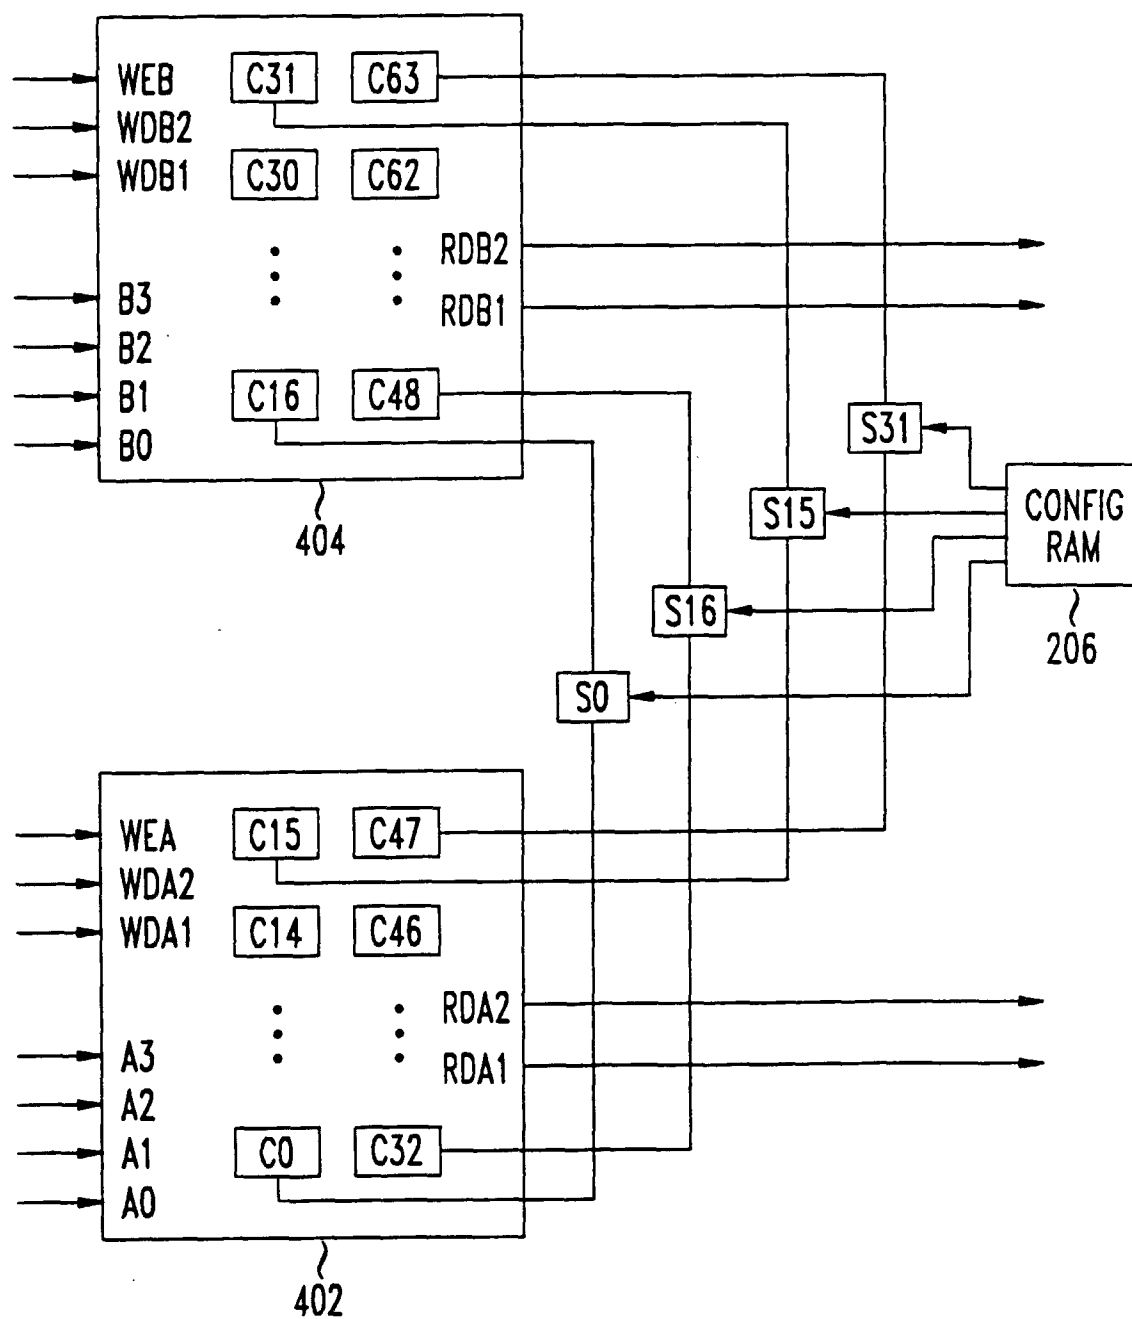 WEB C31 C63
WDB2
WDB1 C30 C62
RDB2
B3 RDB1
B2
B1 C16 C48
B0
404
S31
S15
CONFIG
RAM
S16
206
S0
WEA C15 C47
WDA2
WDA1 C14 C46
RDA2
A3 RDA1
A2
A1 C0 C32
A0
402